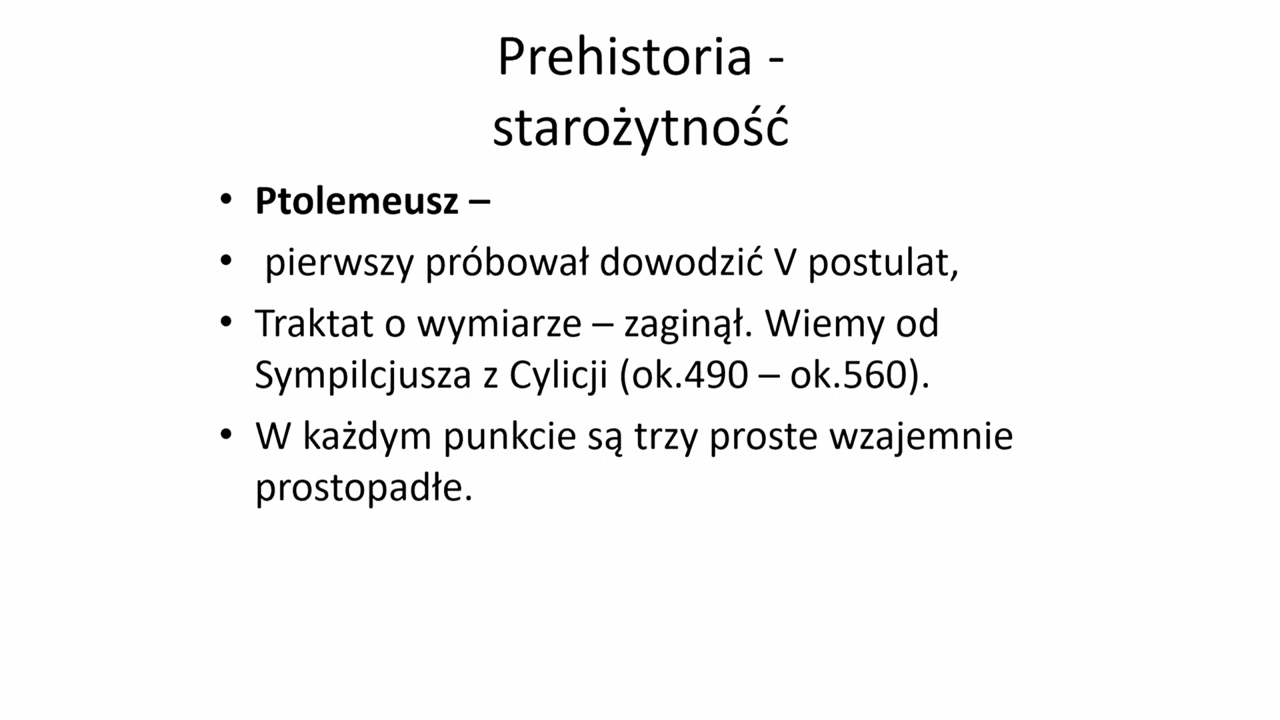 Prehistoria -
starożytność
• Ptolemeusz –
• pierwszy próbował dowodzić V postulat,
• Traktat o wymiarze – zaginął. Wiemy od
Sympilcjusza z Cylicji (ok.490 – ok.560).
• W każdym punkcie są trzy proste wzajemnie
prostopadłe.